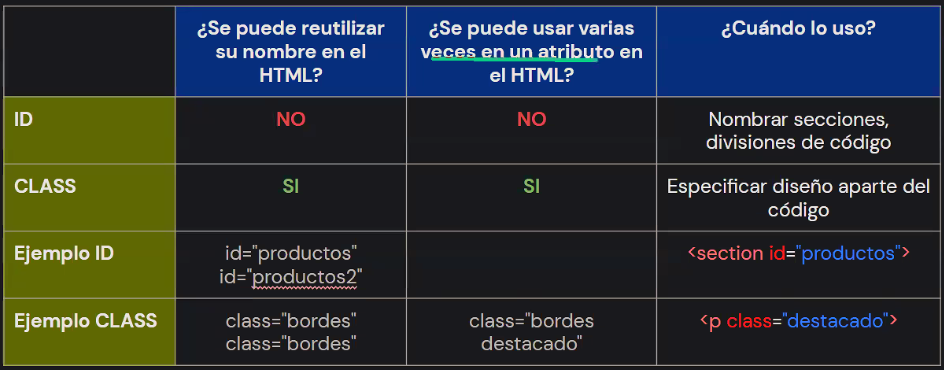 ¿Se puede reutilizar
su nombre en el
HTML?
¿Se puede usar varias
veces en un atributo en
el HTML?
¿Cuándo lo uso?
ID
NO
NO
Nombrar secciones,
divisiones de código
CLASS
SI
SI
Especificar diseño aparte del
código
Ejemplo ID
id="productos"
id="productos2"
<section id="productos">
Ejemplo CLASS
class="bordes"
class="bordes"
class="bordes
destacado"
<p class="destacado">